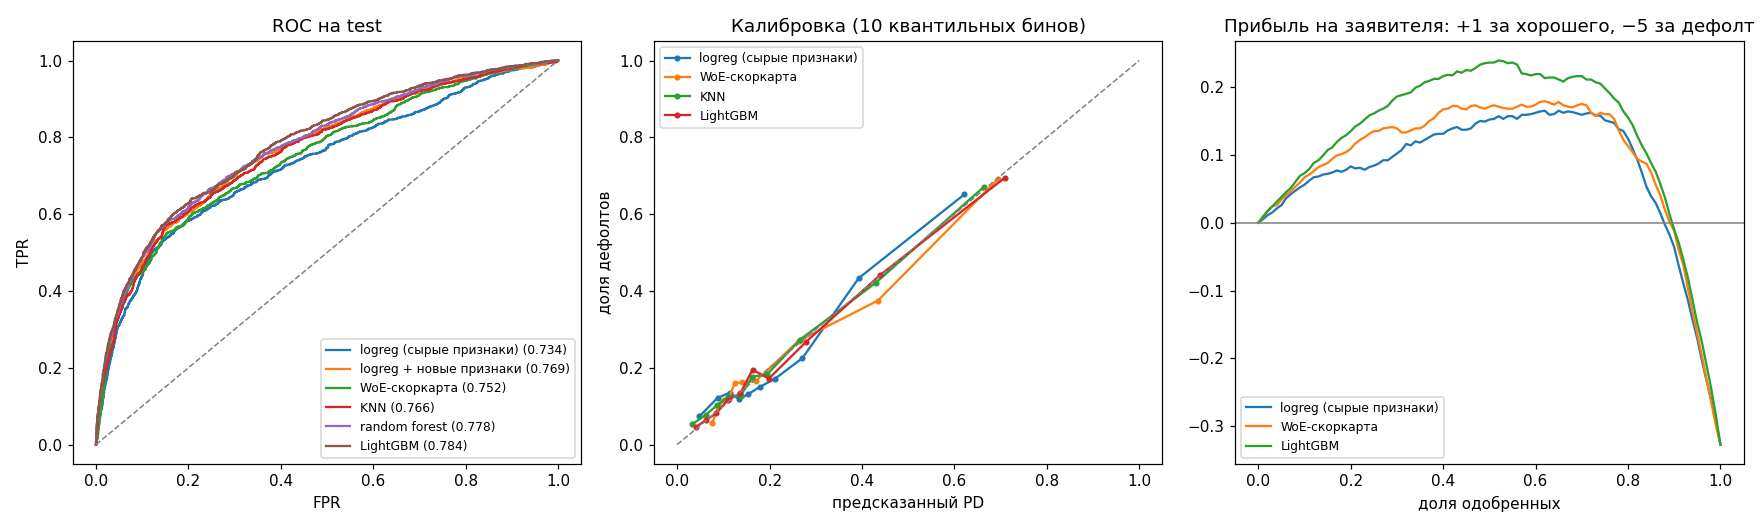 ROC на test
1.0
0.8
0.6
0.4
0.2
0.0
TPR
0.0 0.2 0.4 0.6 0.8 1.0
FPR
logreg (сырые признаки) (0.734)
logreg + новые признаки (0.769)
WoE-скоркарта (0.752)
KNN (0.766)
random forest (0.778)
LightGBM (0.784)
Калибровка (10 квантильных бинов)
logreg (сырые признаки)
WoE-скоркарта
KNN
LightGBM
1.0
0.8
0.6
0.4
0.2
0.0
доля дефолтов
0.0 0.2 0.4 0.6 0.8 1.0
предсказанный PD
Прибыль на заявителя: +1 за хорошего, −5 за дефолт
0.2
0.1
0.0
−0.1
−0.2
−0.3
logreg (сырые признаки)
WoE-скоркарта
LightGBM
0.0 0.2 0.4 0.6 0.8 1.0
доля одобренных